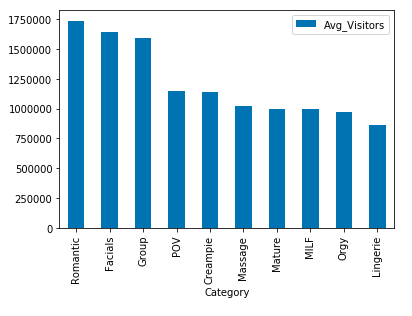 1750000
1500000
1250000
1000000
750000
500000
250000
0
Avg_Visitors
Romantic
Facials
Group
POV
Creampie
Massage
Mature
MILF
Orgy
Lingerie
Category